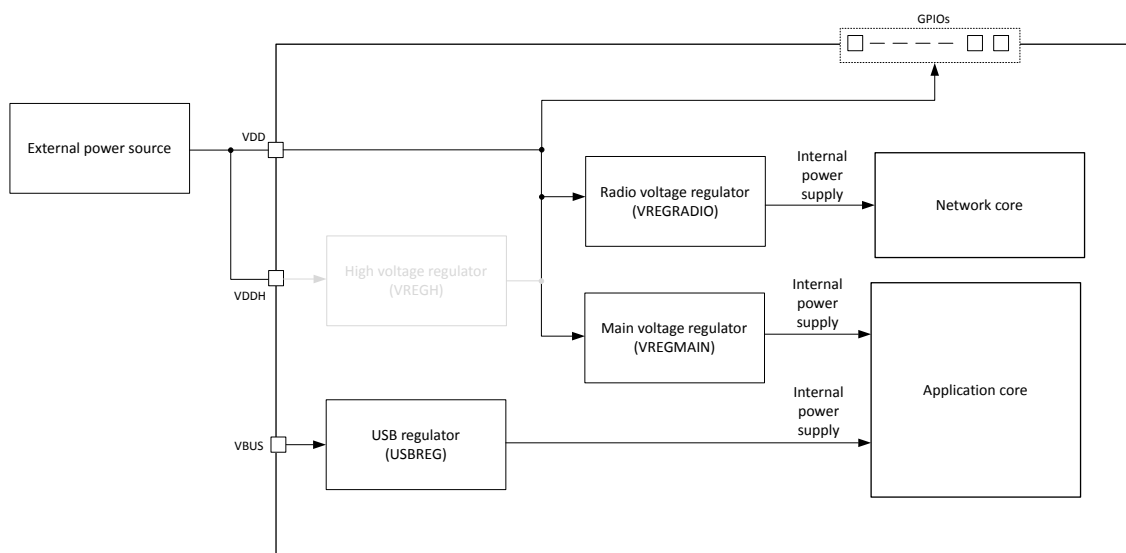 GPIOs
External power source
VDD
Radio voltage regulator
(VREGRADIO)
Internal
power
supply
Network core
VDDH
High voltage regulator
(VREGH)
Main voltage regulator
(VREGMAIN)
Internal
power
supply
Application core
VBUS
USB regulator
(USBREG)
Internal
power
supply